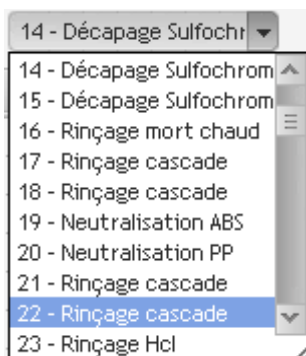 14 - Décapage Sulfochr
14 - Décapage Sulfochrom
15 - Décapage Sulfochrom
16 - Rinçage mort chaud
17 - Rinçage cascade
18 - Rinçage cascade
19 - Neutralisation ABS
20 - Neutralisation PP
21 - Rinçage cascade
22 - Rinçage cascade
23 - Rinçage Hcl